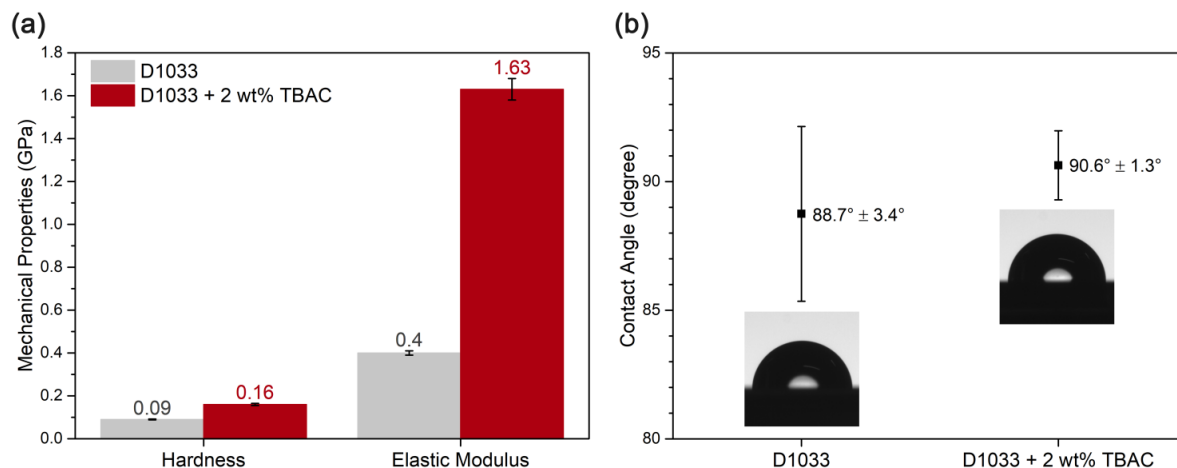 (a)
1.8
1.6
1.4
1.2
1.0
0.8
0.6
0.4
0.2
0.0
Mechanical Properties (GPa)
D1033
D1033 + 2 wt% TBAC
0.09
0.16
0.4
1.63
Hardness
Elastic Modulus
(b)
95
90
85
80
Contact Angle (degree)
88.7° ± 3.4°
90.6° ± 1.3°
D1033
D1033 + 2 wt% TBAC